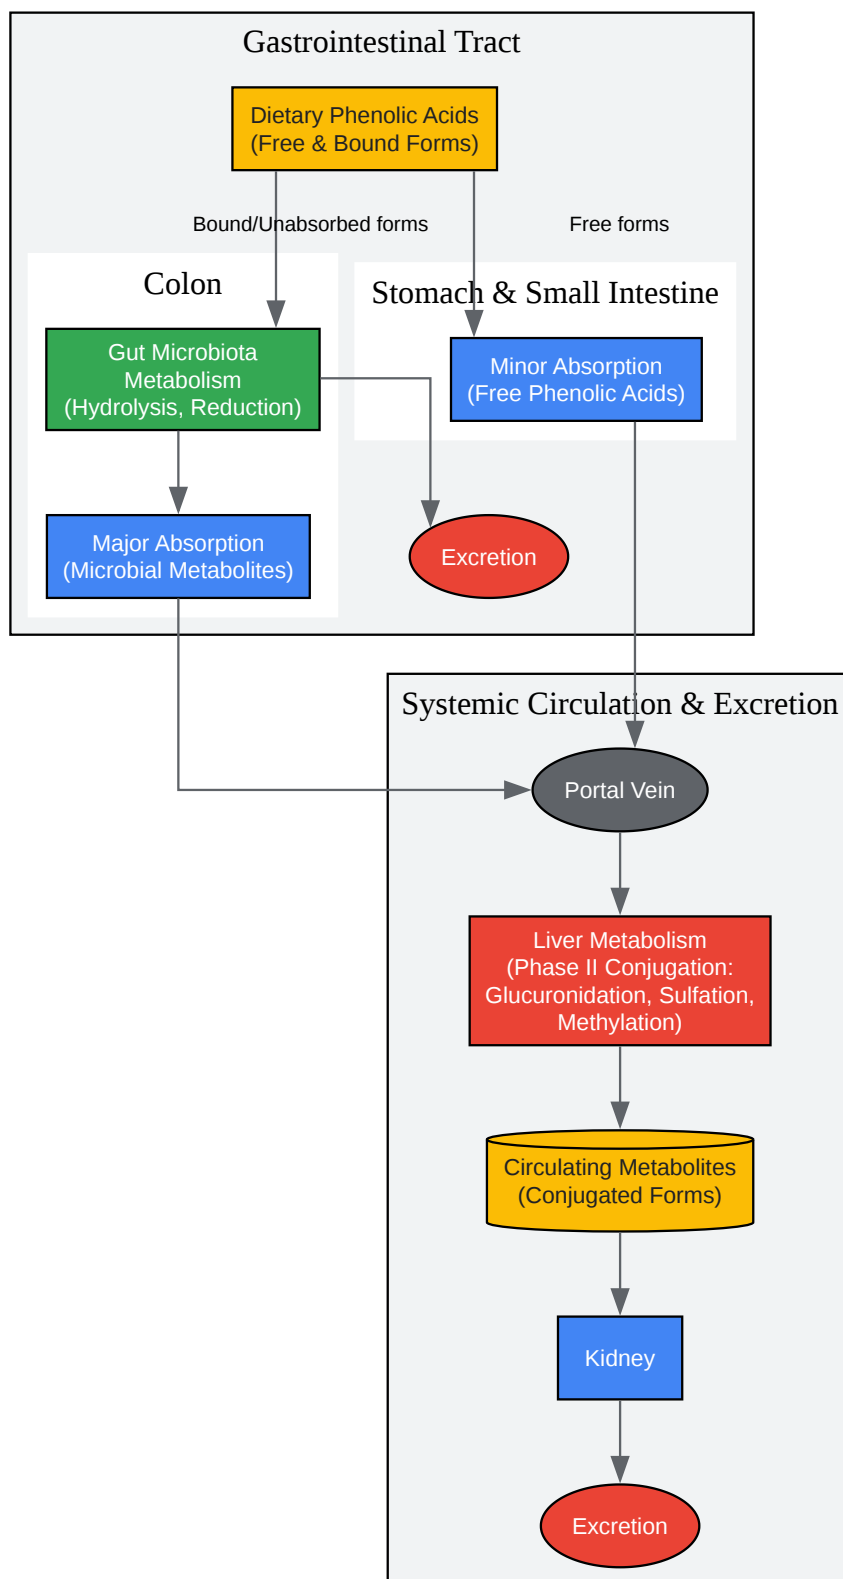 Gastrointestinal Tract
Dietary Phenolic Acids
(Free & Bound Forms)
Bound/Unabsorbed forms
Free forms
Colon
Stomach & Small Intestine
Gut Microbiota
Metabolism
(Hydrolysis, Reduction)
Minor Absorption
(Free Phenolic Acids)
Major Absorption
(Microbial Metabolites)
Excretion
Systemic Circulation & Excretion
Portal Vein
Liver Metabolism
(Phase II Conjugation:
Glucuronidation, Sulfation,
Methylation)
Circulating Metabolites
(Conjugated Forms)
Kidney
Excretion